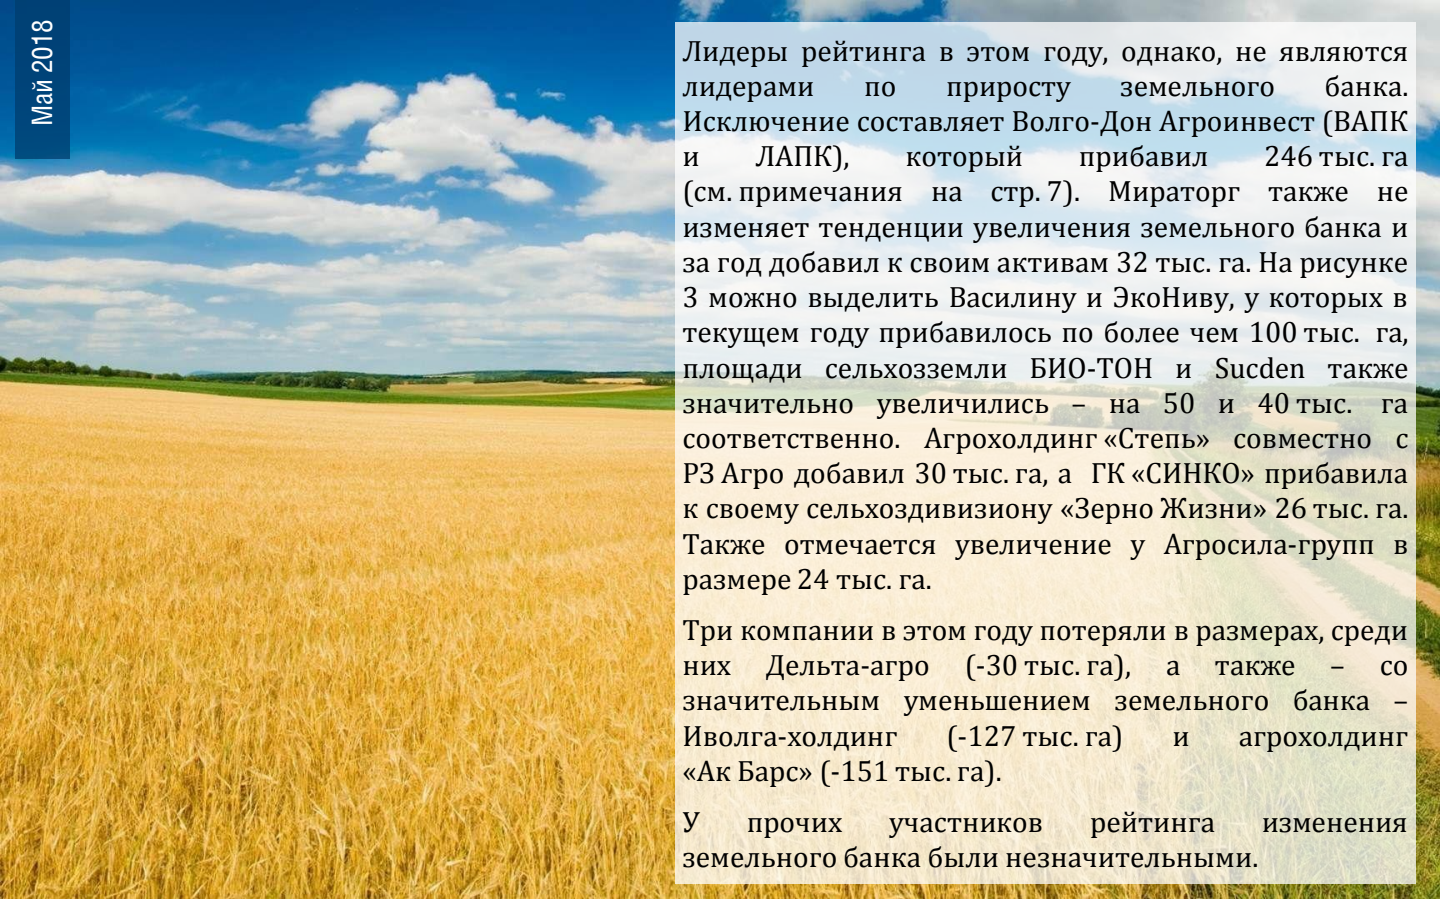 Май 2018
Лидеры рейтинга в этом году, однако, не являются
лидерами по приросту земельного банка.
Исключение составляет Волго-Дон Агроинвест (ВАПК
и ЛАПК), который прибавил 246 тыс. га
(см. примечания на стр. 7). Мираторг также не
изменяет тенденции увеличения земельного банка и
за год добавил к своим активам 32 тыс. га. На рисунке
3 можно выделить Василину и ЭкоНиву, у которых в
текущем году прибавилось по более чем 100 тыс. га,
площади сельхозземли БИО-ТОН и Sucden также
значительно увеличились – на 50 и 40 тыс. га
соответственно. Агрохолдинг «Степь» совместно с
РЗ Агро добавил 30 тыс. га, а ГК «СИНКО» прибавила
к своему сельхоздивизиону «Зерно Жизни» 26 тыс. га.
Также отмечается увеличение у Агросила-групп в
размере 24 тыс. га.
Три компании в этом году потеряли в размерах, среди
них Дельта-агро (-30 тыс. га), а также – со
значительным уменьшением земельного банка –
Иволга-холдинг (-127 тыс. га) и агрохолдинг
«Ак Барс» (-151 тыс. га).
У прочих участников рейтинга изменения
земельного банка были незначительными.